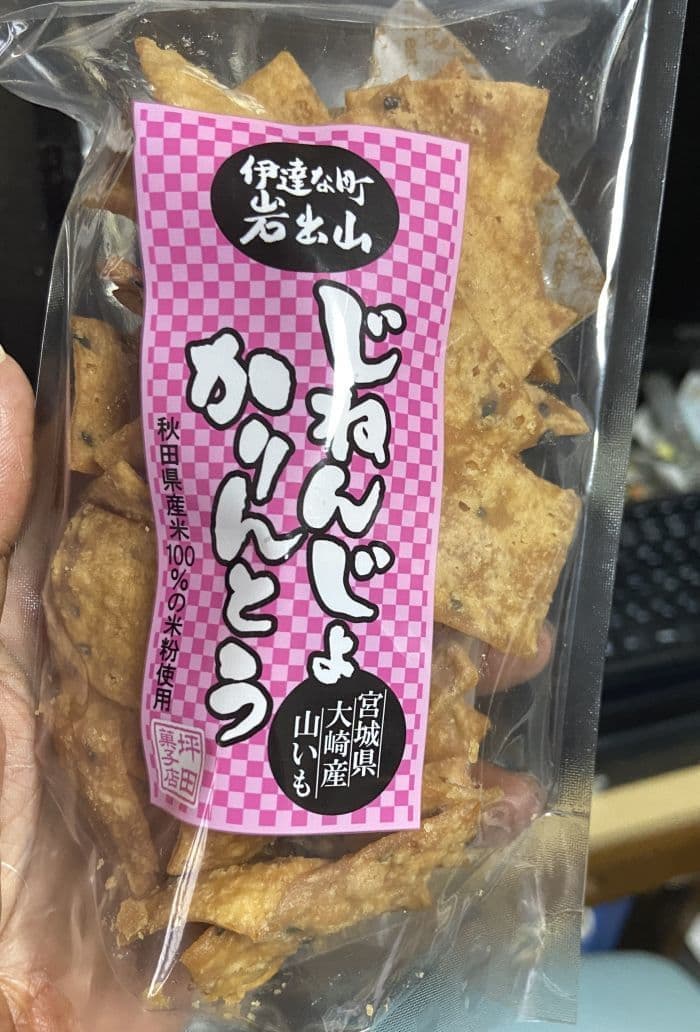 伊達な町
岩出山
じねんじょ
かりんとう
秋田県産米100%の米粉使用
宮城県
大崎産
山いも
坪田
菓子店